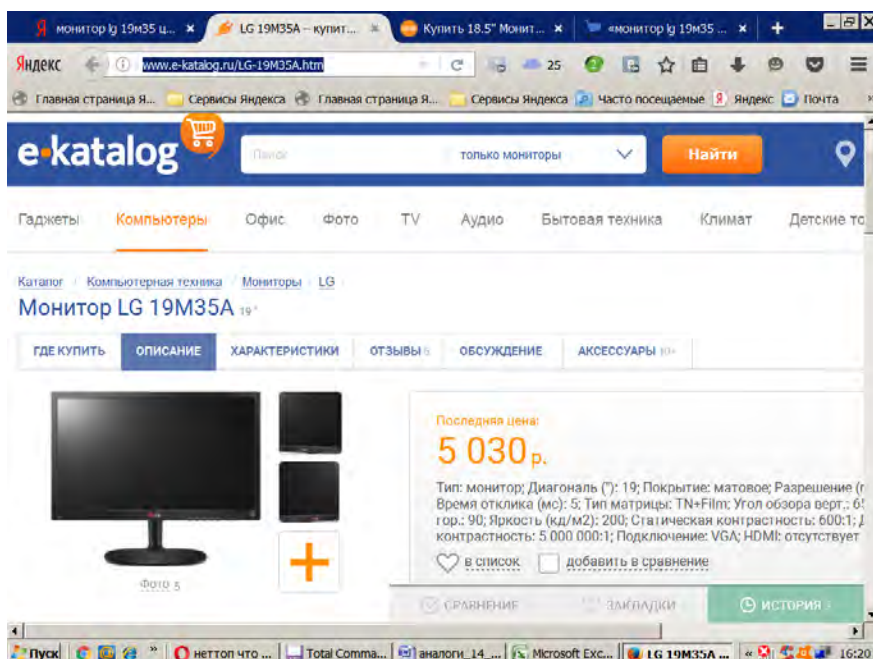 монитор lg 19м35 ц... LG 19M35A – купит... Купить 18.5" Монит... «монитор lg 19м35 ...
Яндекс www.e-katalog.ru/LG-19M35A.htm 25
Главная страница Я... Сервисы Яндекса Главная страница Я... Сервисы Яндекса Часто посещаемые Яндекс Почта
e-katalog Поиск только мониторы Найти
Гаджеты Компьютеры Офис Фото TV Аудио Бытовая техника Климат Детские то
Каталог / Компьютерная техника / Мониторы / LG
Монитор LG 19M35A 19"
ГДЕ КУПИТЬ ОПИСАНИЕ ХАРАКТЕРИСТИКИ ОТЗЫВЫ 5 ОБСУЖДЕНИЕ АКСЕССУАРЫ 10+
Последняя цена:
5 030 р.
Тип: монитор; Диагональ ("): 19; Покрытие: матовое; Разрешение (п
Время отклика (мс): 5; Тип матрицы: TN+Film; Угол обзора верт.: 65
гор.: 90; Яркость (кд/м2): 200; Статическая контрастность: 600:1; Д
контрастность: 5 000 000:1; Подключение: VGA; HDMI: отсутствует
в список добавить в сравнение
Фото 5
СРАВНЕНИЕ ЗАКЛАДКИ ИСТОРИЯ
Пуск неттоп что ... Total Comma... аналоги_14_... Microsoft Exc... LG 19M35A ... 16:20